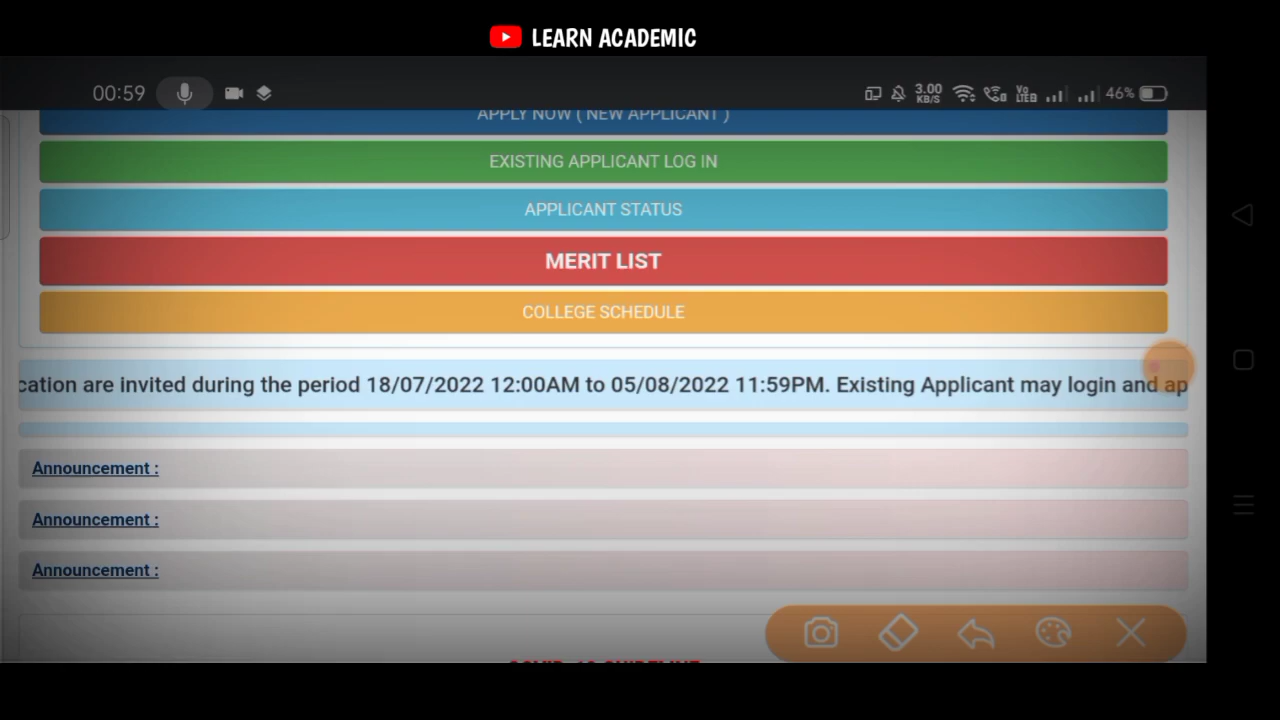 LEARN ACADEMIC
00:59
3.00 KB/S
Vo LTE
46%
APPLY NOW ( NEW APPLICANT )
EXISTING APPLICANT LOG IN
APPLICANT STATUS
MERIT LIST
COLLEGE SCHEDULE
cation are invited during the period 18/07/2022 12:00AM to 05/08/2022 11:59PM. Existing Applicant may login and ap
Announcement :
Announcement :
Announcement :